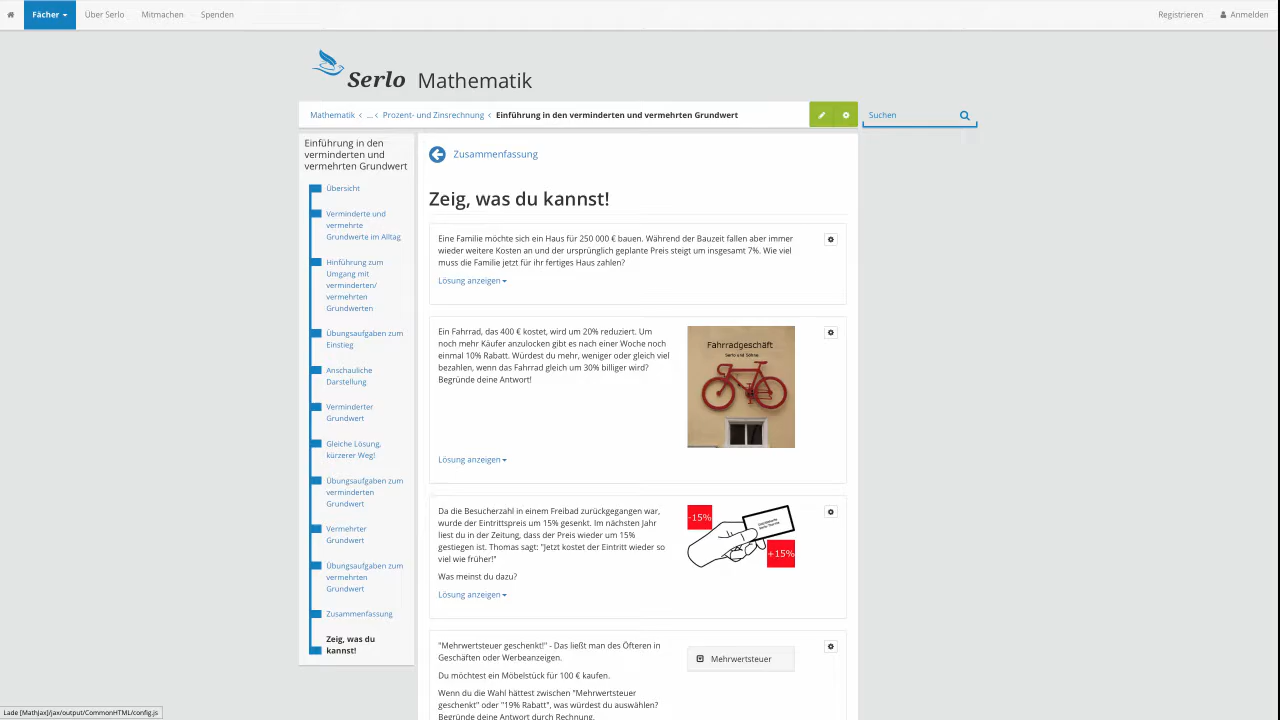 Fächer
Über Serlo
Mitmachen
Spenden
Registrieren
Anmelden
Serlo Mathematik
Mathematik < ... < Prozent- und Zinsrechnung < Einführung in den verminderten und vermehrten Grundwert
Suchen
Einführung in den
verminderten und
vermehrten Grundwert
Übersicht
Verminderte und
vermehrte
Grundwerte im Alltag
Hinführung zum
Umgang mit
verminderten/
vermehrten
Grundwerten
Übungsaufgaben zum
Einstieg
Anschauliche
Darstellung
Verminderter
Grundwert
Gleiche Lösung,
kürzerer Weg!
Übungsaufgaben zum
verminderten
Grundwert
Vermehrter
Grundwert
Übungsaufgaben zum
vermehrten
Grundwert
Zusammenfassung
Zeig, was du
kannst!
Zusammenfassung
Zeig, was du kannst!
Eine Familie möchte sich ein Haus für 250 000 € bauen. Während der Bauzeit fallen aber immer
wieder weitere Kosten an und der ursprünglich geplante Preis steigt um insgesamt 7%. Wie viel
muss die Familie jetzt für ihr fertiges Haus zahlen?
Lösung anzeigen
Ein Fahrrad, das 400 € kostet, wird um 20% reduziert. Um
noch mehr Käufer anzulocken gibt es nach einer Woche noch
einmal 10% Rabatt. Würdest du mehr, weniger oder gleich viel
bezahlen, wenn das Fahrrad gleich um 30% billiger wird?
Begründe deine Antwort!
Fahrradgeschäft
Serlo und Söhne
Lösung anzeigen
Da die Besucherzahl in einem Freibad zurückgegangen war,
wurde der Eintrittspreis um 15% gesenkt. Im nächsten Jahr
liest du in der Zeitung, dass der Preis wieder um 15%
gestiegen ist. Thomas sagt: "Jetzt kostet der Eintritt wieder so
viel wie früher!"
Was meinst du dazu?
-15%
+15%
Lösung anzeigen
"Mehrwertsteuer geschenkt!" - Das ließt man des Öfteren in
Geschäften oder Werbeanzeigen.
Du möchtest ein Möbelstück für 100 € kaufen.
Wenn du die Wahl hättest zwischen "Mehrwertsteuer
geschenkt" oder "19% Rabatt", was würdest du auswählen?
Begründe deine Antwort durch Rechnung.
Mehrwertsteuer
Lade [MathJax]/jax/output/CommonHTML/config.js